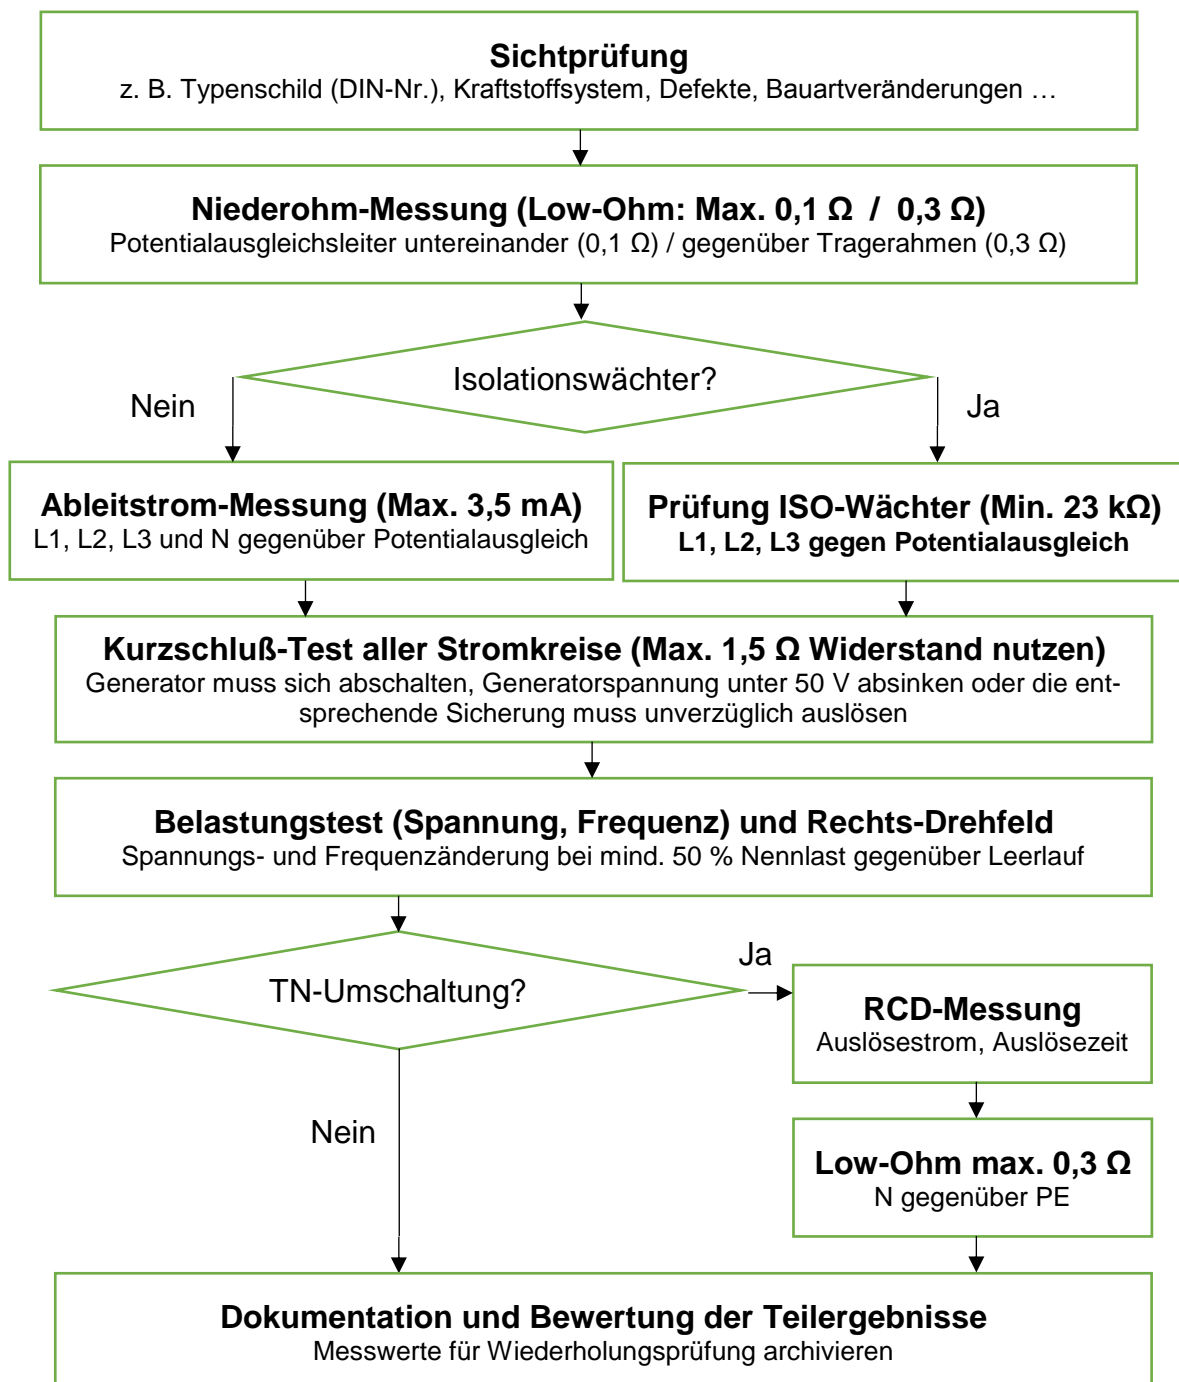 Sichtprüfung
z. B. Typenschild (DIN-Nr.), Kraftstoffsystem, Defekte, Bauartveränderungen …
Niederohm-Messung (Low-Ohm: Max. 0,1 Ω / 0,3 Ω)
Potentialausgleichsleiter untereinander (0,1 Ω) / gegenüber Tragerahmen (0,3 Ω)
Isolationswächter?
Nein
Ja
Ableitstrom-Messung (Max. 3,5 mA)
L1, L2, L3 und N gegenüber Potentialausgleich
Prüfung ISO-Wächter (Min. 23 kΩ)
L1, L2, L3 gegen Potentialausgleich
Kurzschluß-Test aller Stromkreise (Max. 1,5 Ω Widerstand nutzen)
Generator muss sich abschalten, Generatorspannung unter 50 V absinken oder die ent-
sprechende Sicherung muss unverzüglich auslösen
Belastungstest (Spannung, Frequenz) und Rechts-Drehfeld
Spannungs- und Frequenzänderung bei mind. 50 % Nennlast gegenüber Leerlauf
TN-Umschaltung?
Ja
RCD-Messung
Auslösestrom, Auslösezeit
Nein
Low-Ohm max. 0,3 Ω
N gegenüber PE
Dokumentation und Bewertung der Teilergebnisse
Messwerte für Wiederholungsprüfung archivieren